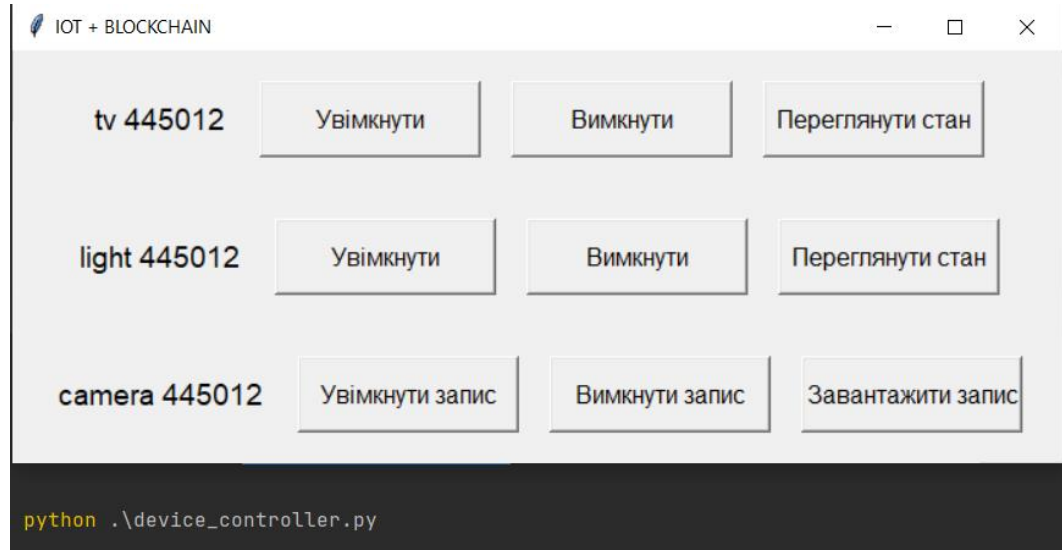 IOT + BLOCKCHAIN
tv 445012 Увімкнути Вимкнути Переглянути стан
light 445012 Увімкнути Вимкнути Переглянути стан
camera 445012 Увімкнути запис Вимкнути запис Завантажити запис
python .\device_controller.py